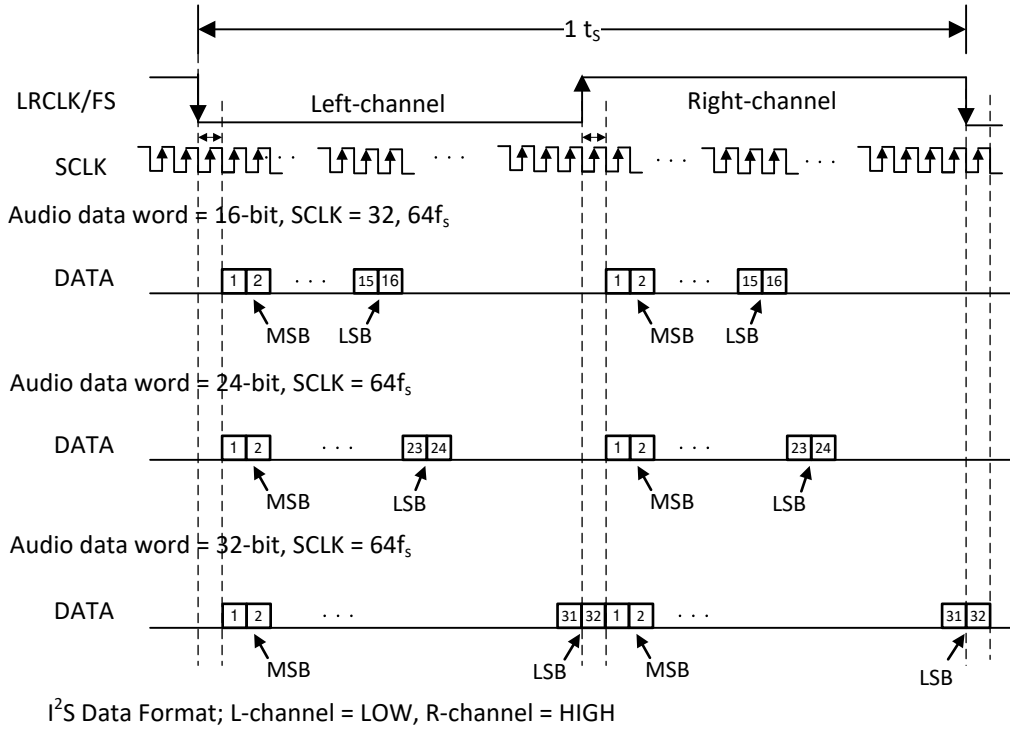 1 tS
LRCLK/FS Left-channel Right-channel
SCLK . . . . . . . . . . . .
Audio data word = 16-bit, SCLK = 32, 64fs
DATA 1 2 . . . 15 16 1 2 . . . 15 16
MSB LSB MSB LSB
Audio data word = 24-bit, SCLK = 64fs
DATA 1 2 . . . 23 24 1 2 . . . 23 24
MSB LSB MSB LSB
Audio data word = 32-bit, SCLK = 64fs
DATA 1 2 . . . 31 32 1 2 . . . 31 32
MSB LSB MSB LSB
I2S Data Format; L-channel = LOW, R-channel = HIGH